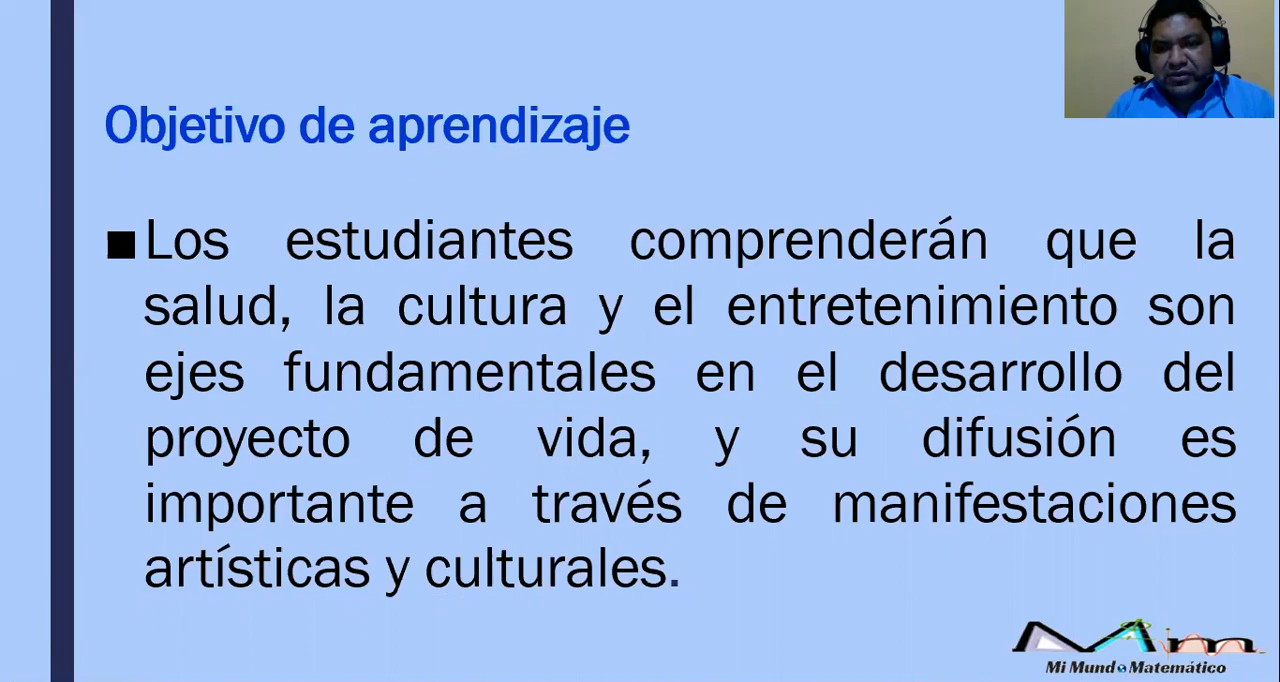 Objetivo de aprendizaje
■ Los estudiantes comprenderán que la
salud, la cultura y el entretenimiento son
ejes fundamentales en el desarrollo del
proyecto de vida, y su difusión es
importante a través de manifestaciones
artísticas y culturales.
Mim
Mi Mundo Matemático